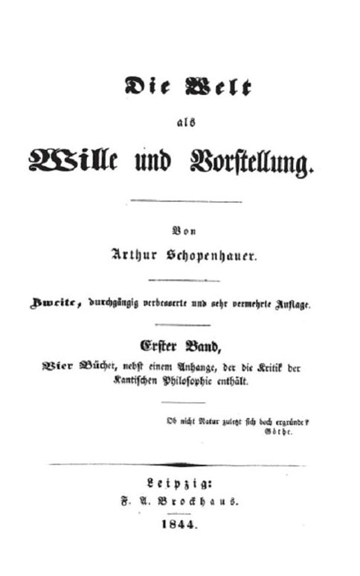 Die Welt
als
Wille und Vorstellung.
Von
Arthur Schopenhauer.
Zweite, durchgängig verbesserte und sehr vermehrte Auflage.
Erster Band,
Vier Bücher, nebst einem Anhange, der die Kritik der
Kantischen Philosophie enthält.
Ob nicht Natur zuletzt sich doch ergründe?
Göthe.
Leipzig:
F. A. Brockhaus.
1844.